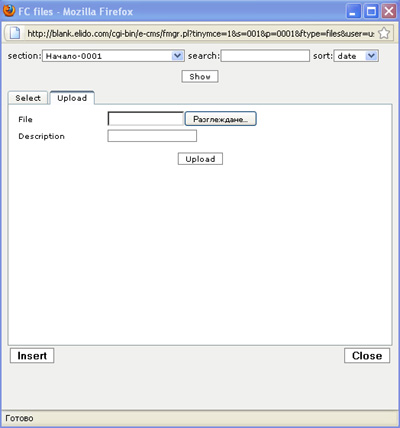 FC files - Mozilla Firefox
http://blank.elido.com/cgi-bin/e-cms/fmgr.pl?tinymce=1&s=001&p=0001&ftype=files&user=u:
section: Начало-0001 search: sort: date
Show
Select Upload
File Разглеждане...
Description
Upload
Insert Close
Готово